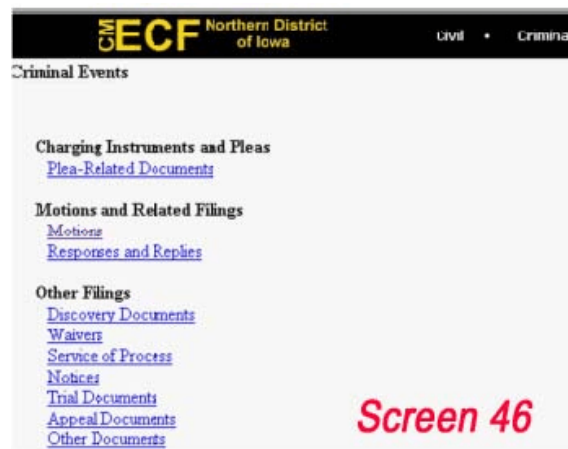 CM ECF Northern District
of Iowa
Civil • Crimina
Criminal Events
Charging Instruments and Pleas
Plea-Related Documents
Motions and Related Filings
Motions
Responses and Replies
Other Filings
Discovery Documents
Waivers
Service of Process
Notices
Trial Documents
Appeal Documents
Other Documents
Screen 46